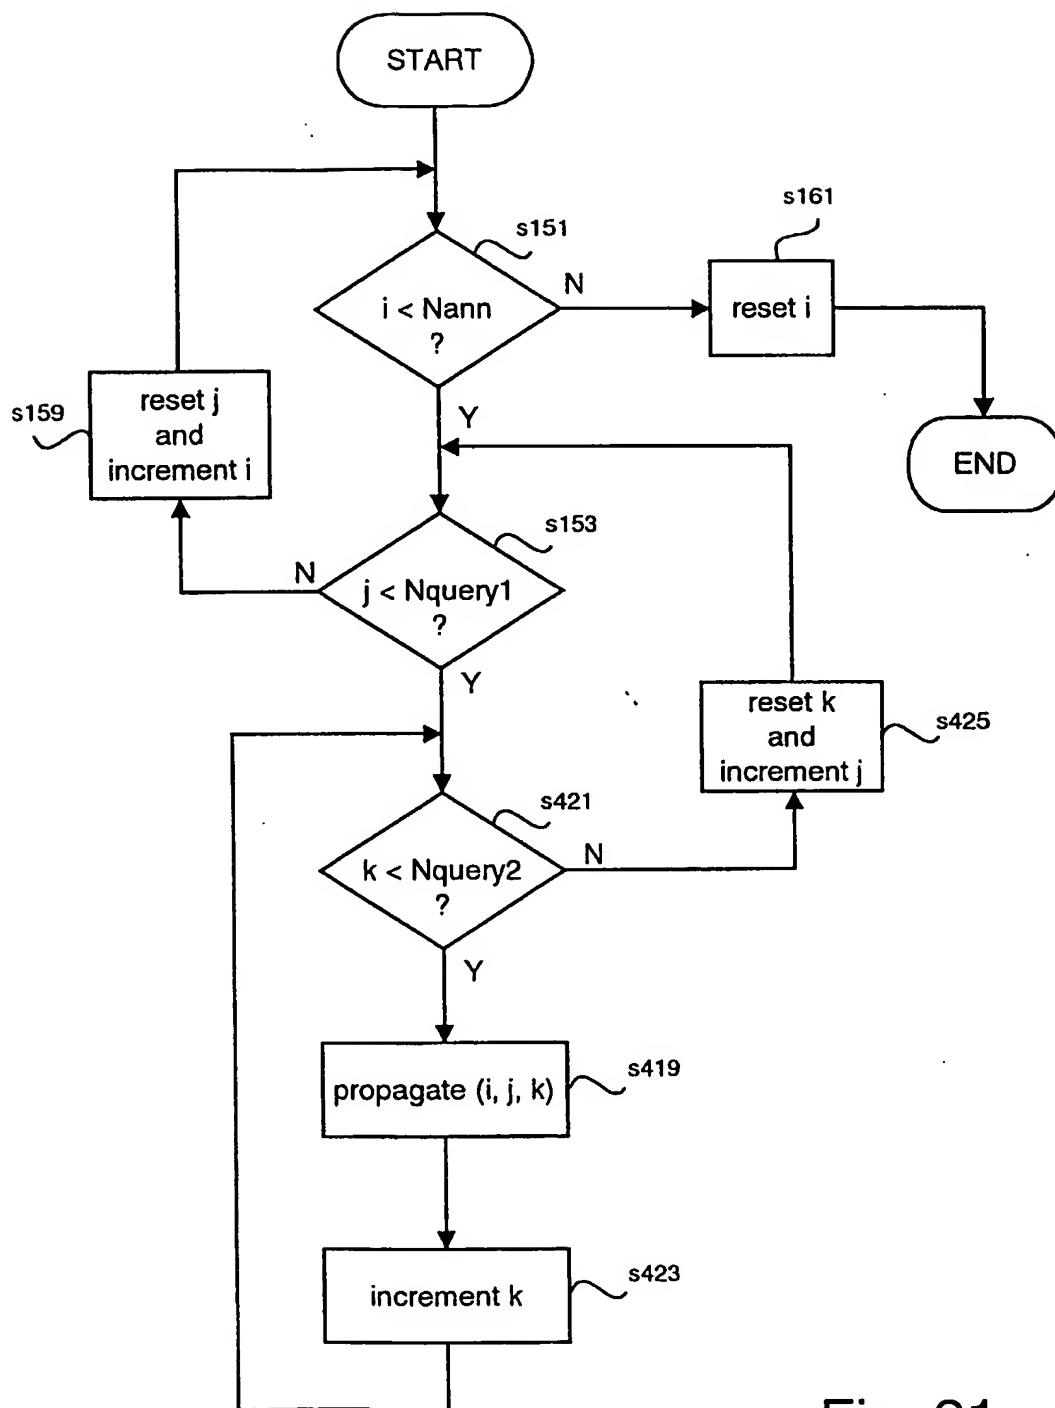 START
s151
s161
i < Nann
?
N
reset i
s159
reset j
and
increment i
Y
END
s153
N
j < Nquery1
?
Y
reset k
and
increment j
s425
s421
k < Nquery2
?
N
Y
propagate (i, j, k)
s419
increment k
s423